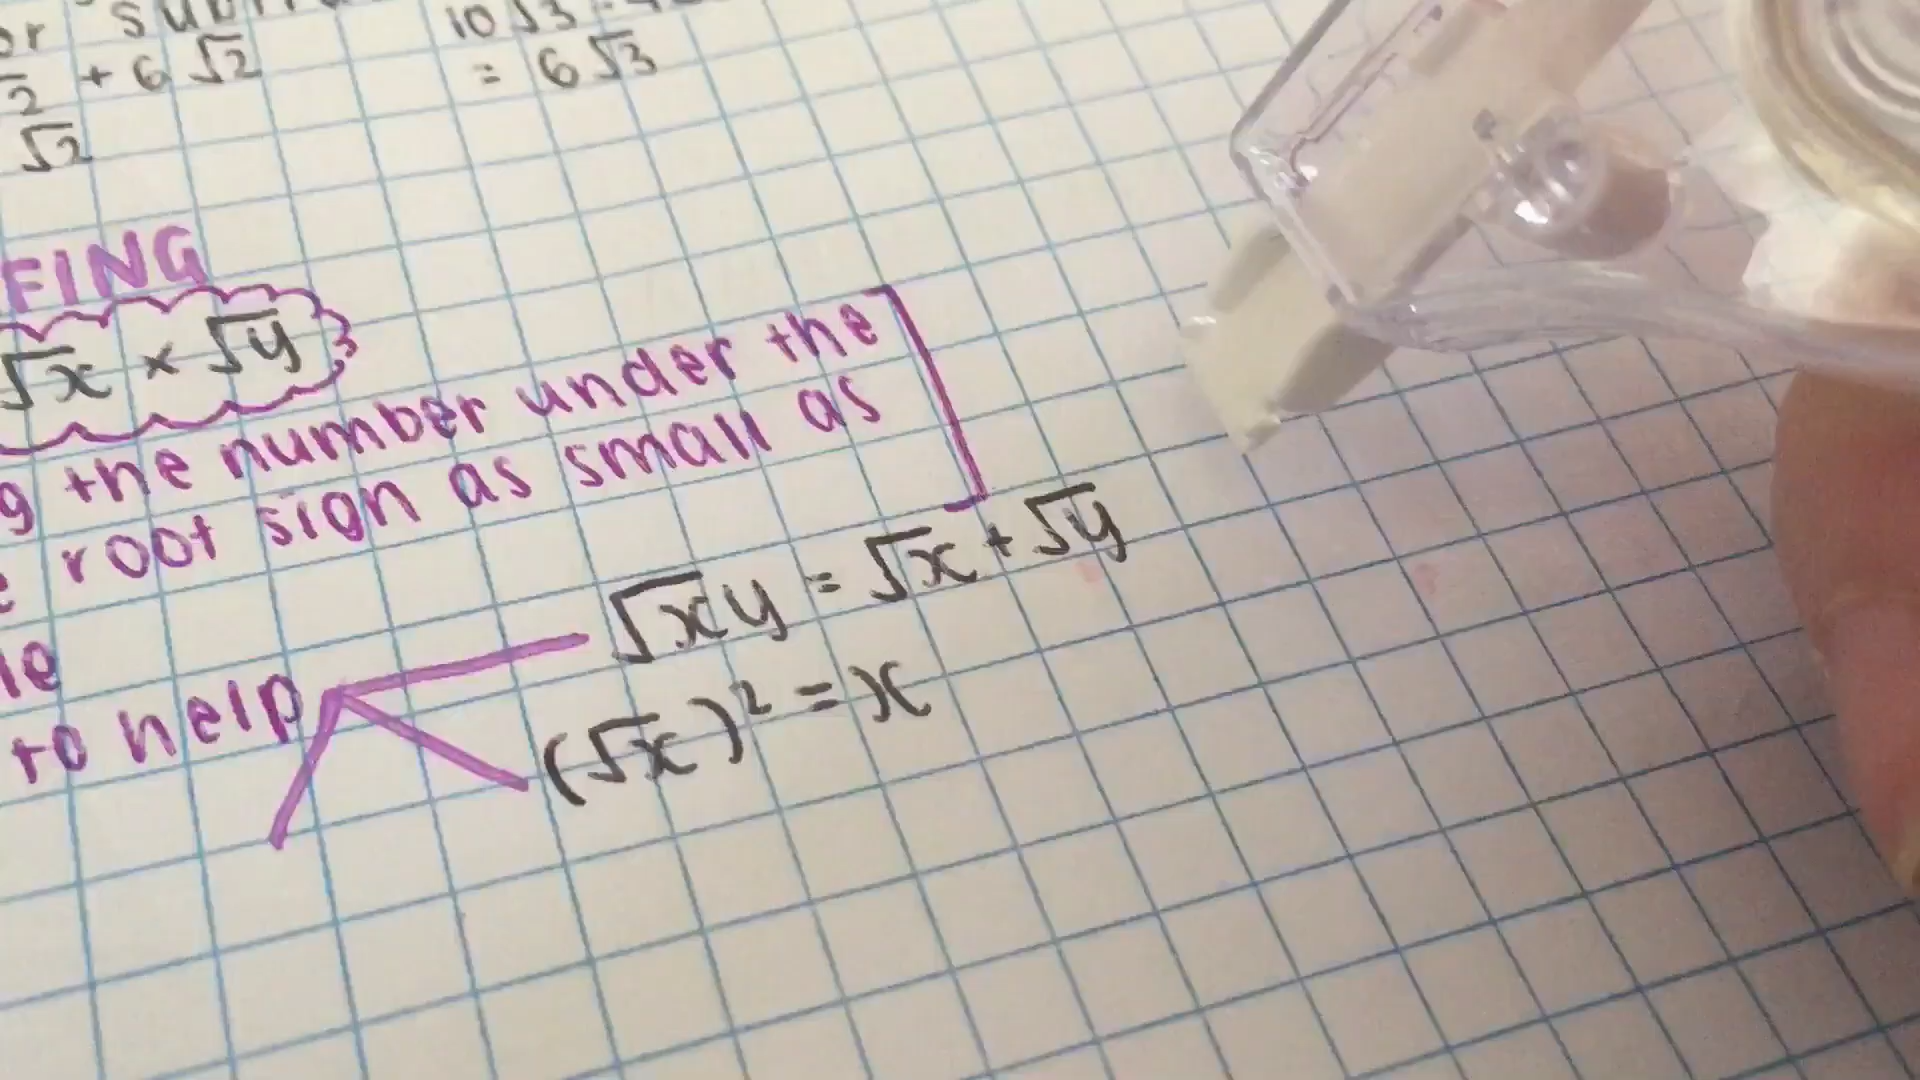 + 6√2
√2
10√3
= 6√3
FING
√x × √y
the number under the
root sign as small as
to help
√xy = √x + √y
(√x)² = x